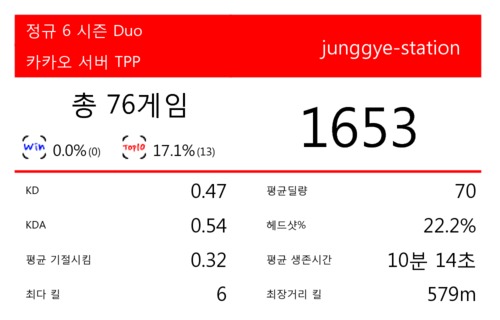 정규 6 시즌 Duo
카카오 서버 TPP
junggye-station
총 76게임
Win 0.0%(0)
Top10 17.1%(13)
1653
KD 0.47
평균딜량 70
KDA 0.54
헤드샷% 22.2%
평균 기절시킴 0.32
평균 생존시간 10분 14초
최다 킬 6
최장거리 킬 579m